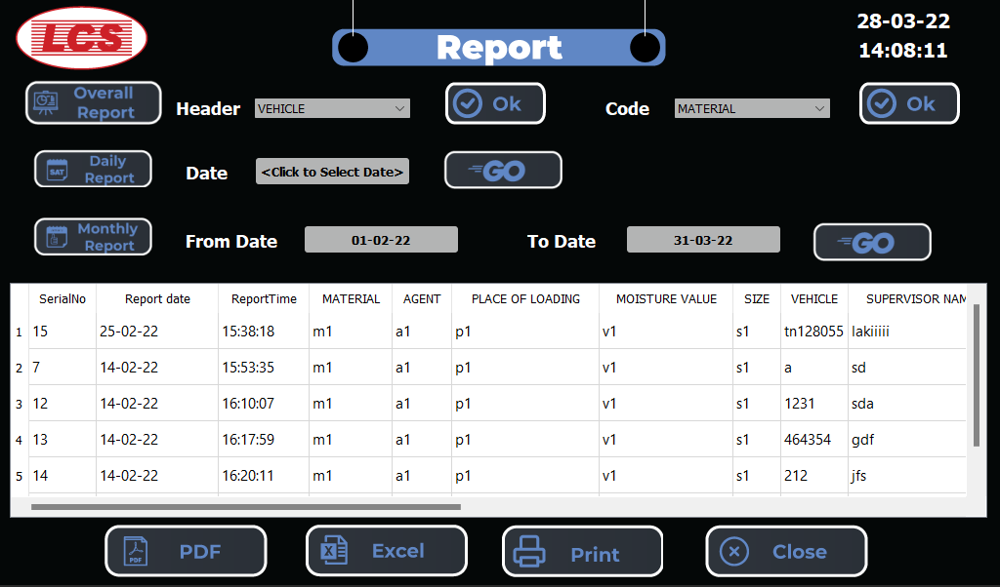 LCS
Report
28-03-22
14:08:11
Overall
Report
Header
VEHICLE
Ok
Code
MATERIAL
Ok
SAT
Daily
Report
Date
<Click to Select Date>
GO
Monthly
Report
From Date
01-02-22
To Date
31-03-22
GO
SerialNo Report date ReportTime MATERIAL AGENT PLACE OF LOADING MOISTURE VALUE SIZE VEHICLE SUPERVISOR NAM
1 15 25-02-22 15:38:18 m1 a1 p1 v1 s1 tn128055 lakiiiii
2 7 14-02-22 15:53:35 m1 a1 p1 v1 s1 a sd
3 12 14-02-22 16:10:07 m1 a1 p1 v1 s1 1231 sda
4 13 14-02-22 16:17:59 m1 a1 p1 v1 s1 464354 gdf
5 14 14-02-22 16:20:11 m1 a1 p1 v1 s1 212 jfs
PDF
PDF
X
Excel
Print
Close